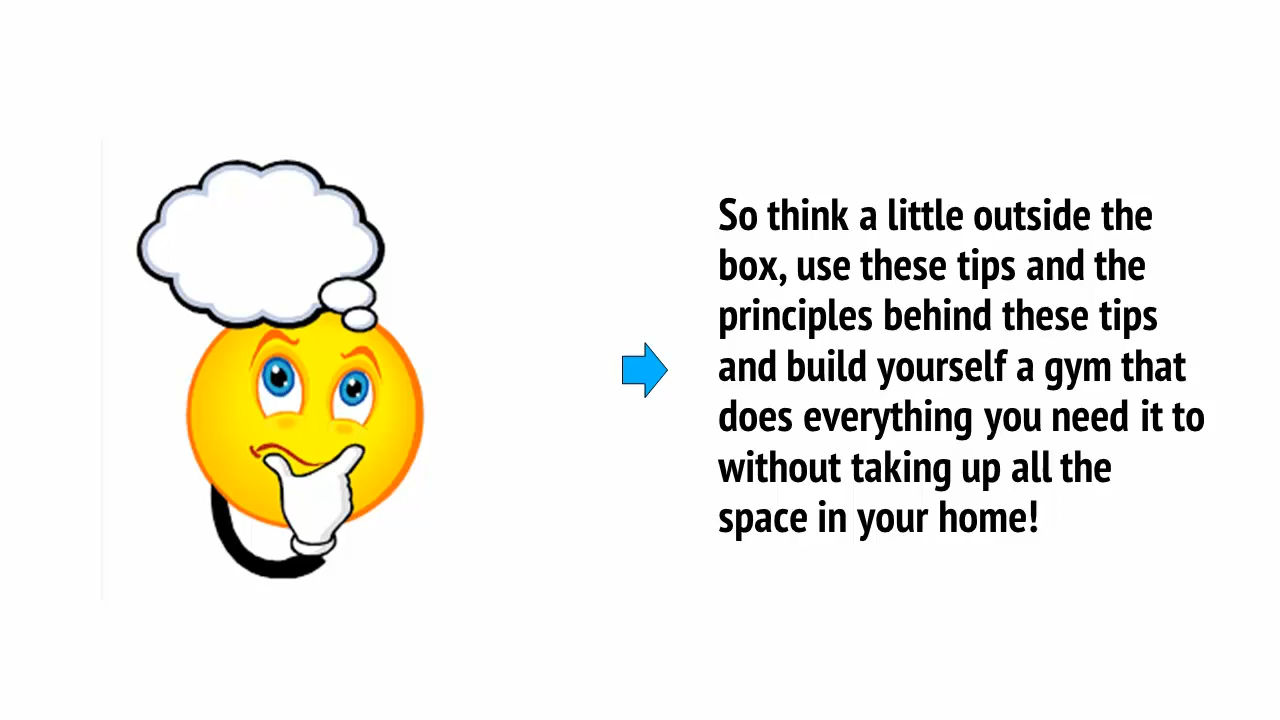 So think a little outside the
box, use these tips and the
principles behind these tips
and build yourself a gym that
does everything you need it to
without taking up all the
space in your home!